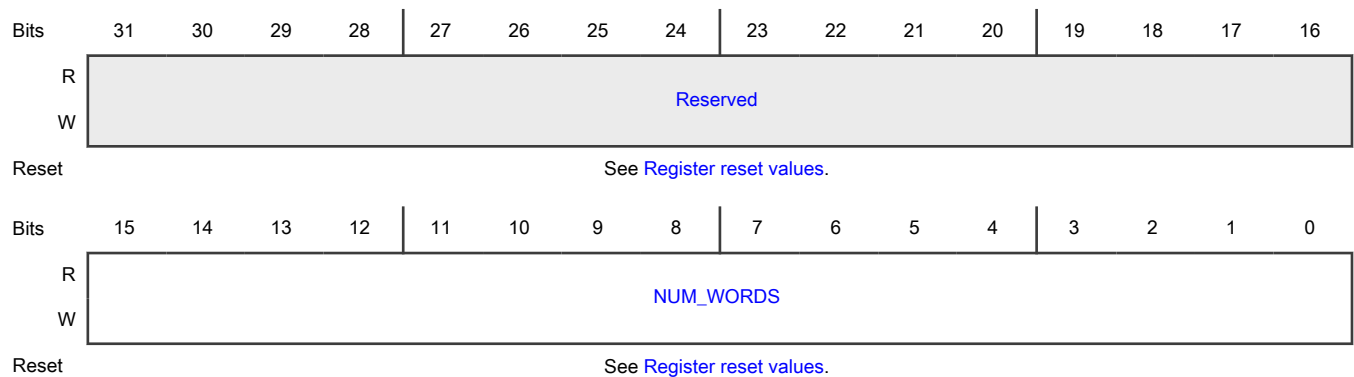 Bits 31 30 29 28 27 26 25 24 23 22 21 20 19 18 17 16
R
Reserved
W
Reset See Register reset values.
Bits 15 14 13 12 11 10 9 8 7 6 5 4 3 2 1 0
R
NUM_WORDS
W
Reset See Register reset values.